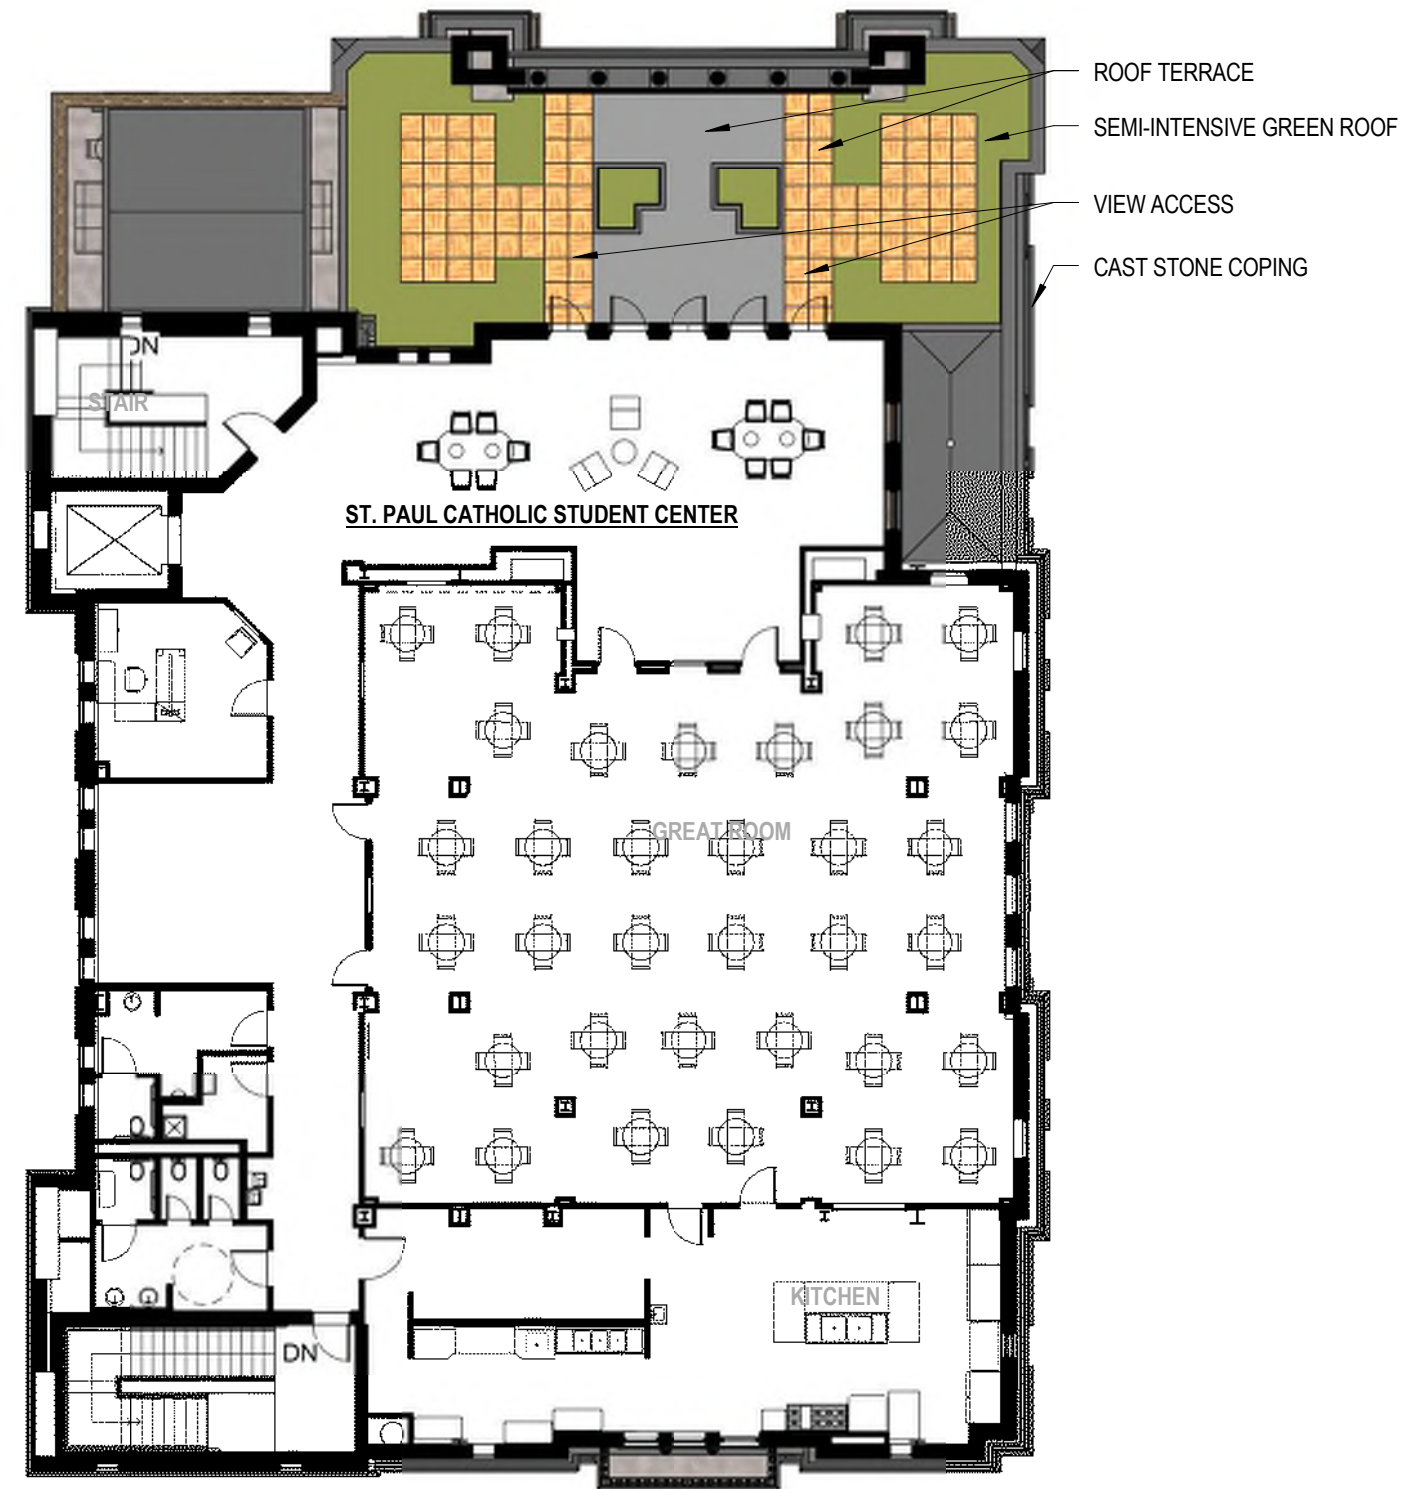 ROOF TERRACE
SEMI-INTENSIVE GREEN ROOF
VIEW ACCESS
CAST STONE COPING
DN
STAIR
ST. PAUL CATHOLIC STUDENT CENTER
GREAT ROOM
KITCHEN
DN